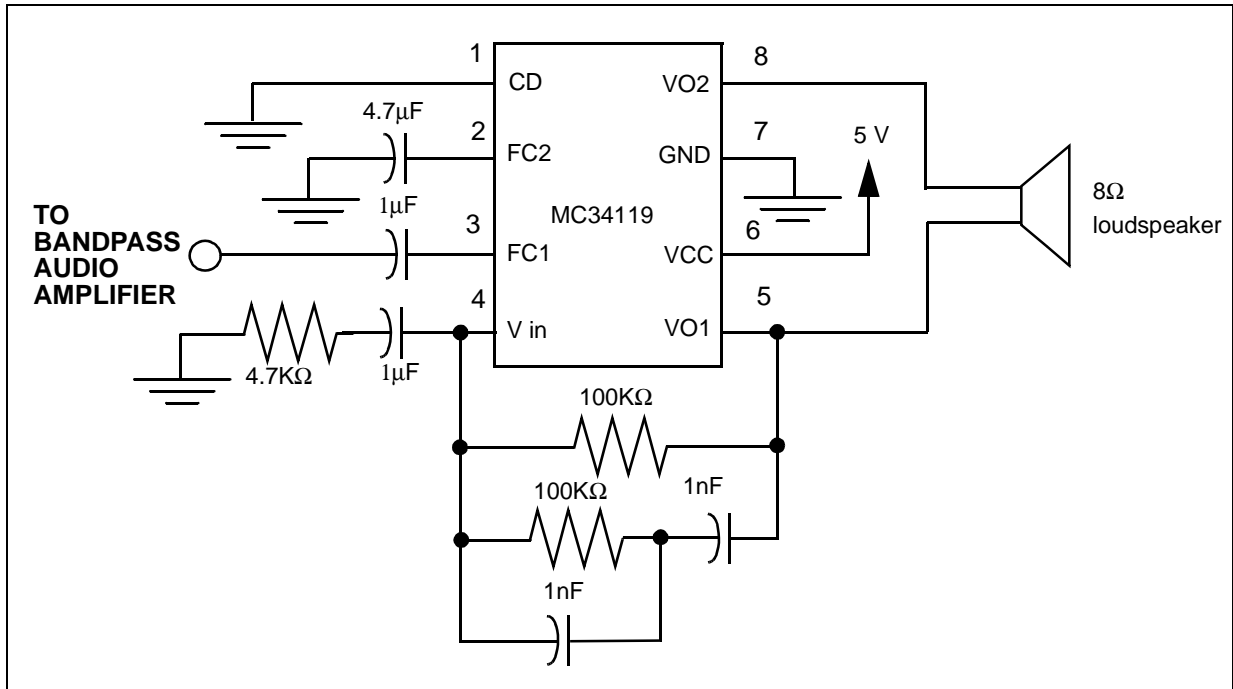 1
CD
VO2
8
4.7µF
2
FC2
GND
7
5 V
1µF
TO
BANDPASS
AUDIO
AMPLIFIER
3
FC1
MC34119
VCC
6
8Ω
loudspeaker
4
V in
VO1
5
4.7KΩ
1µF
100KΩ
100KΩ
1nF
1nF